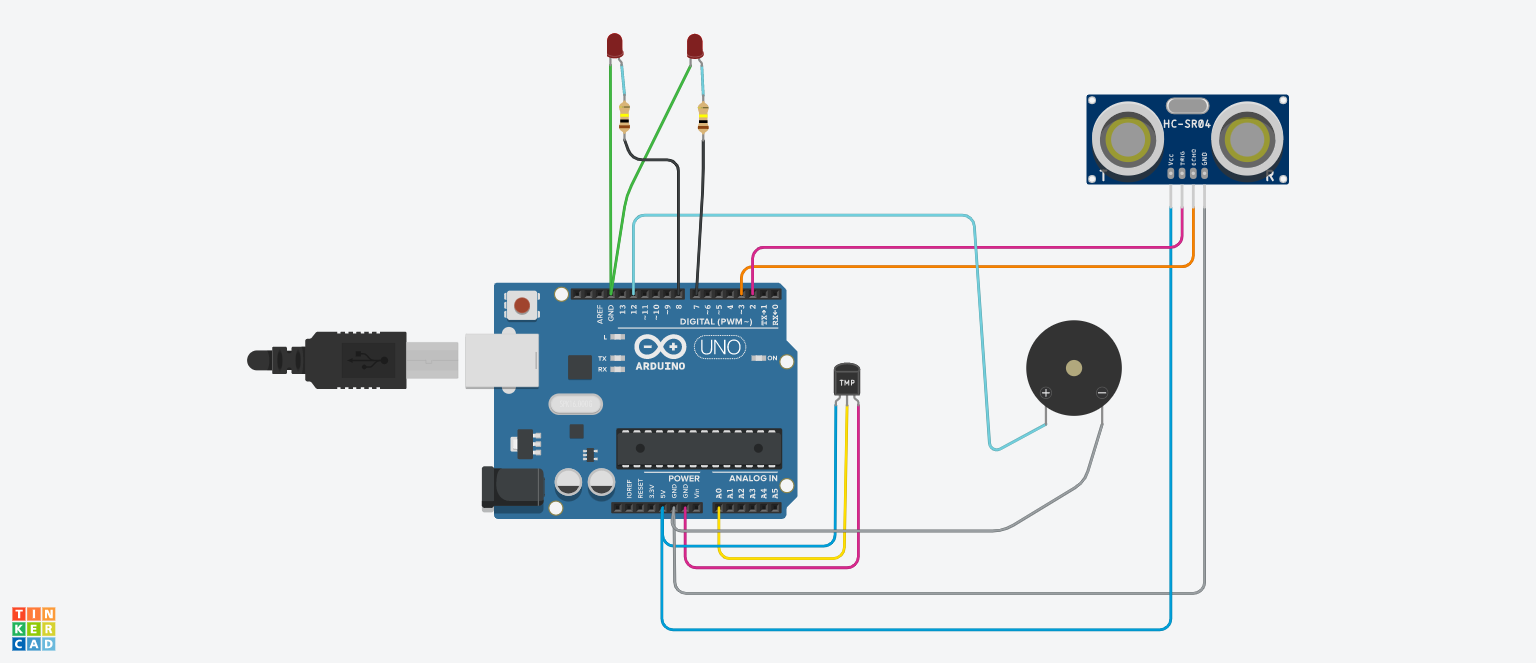 HC-SR04
VCC
TRIG
ECHO
GND
T
R
AREF
GND
13
12
~11
~10
~9
8
7
~6
~5
4
~3
2
TX→1
RX←0
DIGITAL (PWM~)
L
TX
RX
UNO
ARDUINO
ON
TMP
+
−
POWER
ANALOG IN
IOREF
RESET
3.3V
5V
GND
GND
Vin
A0
A1
A2
A3
A4
A5
TIN
KER
CAD